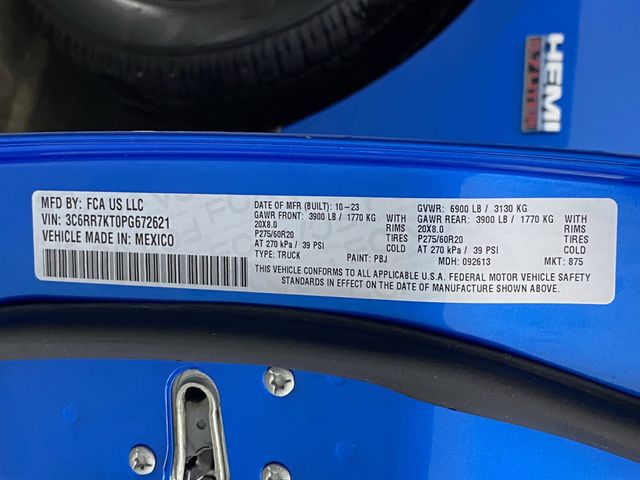 HEMI
MFD BY: FCA US LLC
VIN: 3C6RR7KT0PG672621
VEHICLE MADE IN: MEXICO
DATE OF MFR (BUILT): 10-23
GAWR FRONT: 3900 LB / 1770 KG WITH
20X8.0 RIMS
P275/60R20 TIRES
AT 270 kPa / 39 PSI COLD
TYPE: TRUCK PAINT: PBJ
GVWR: 6900 LB / 3130 KG
GAWR REAR: 3900 LB / 1770 KG WITH
20X8.0 RIMS
P275/60R20 TIRES
AT 270 kPa / 39 PSI COLD
MDH: 092613 MKT: 875
THIS VEHICLE CONFORMS TO ALL APPLICABLE U.S.A. FEDERAL MOTOR VEHICLE SAFETY
STANDARDS IN EFFECT ON THE DATE OF MANUFACTURE SHOWN ABOVE.